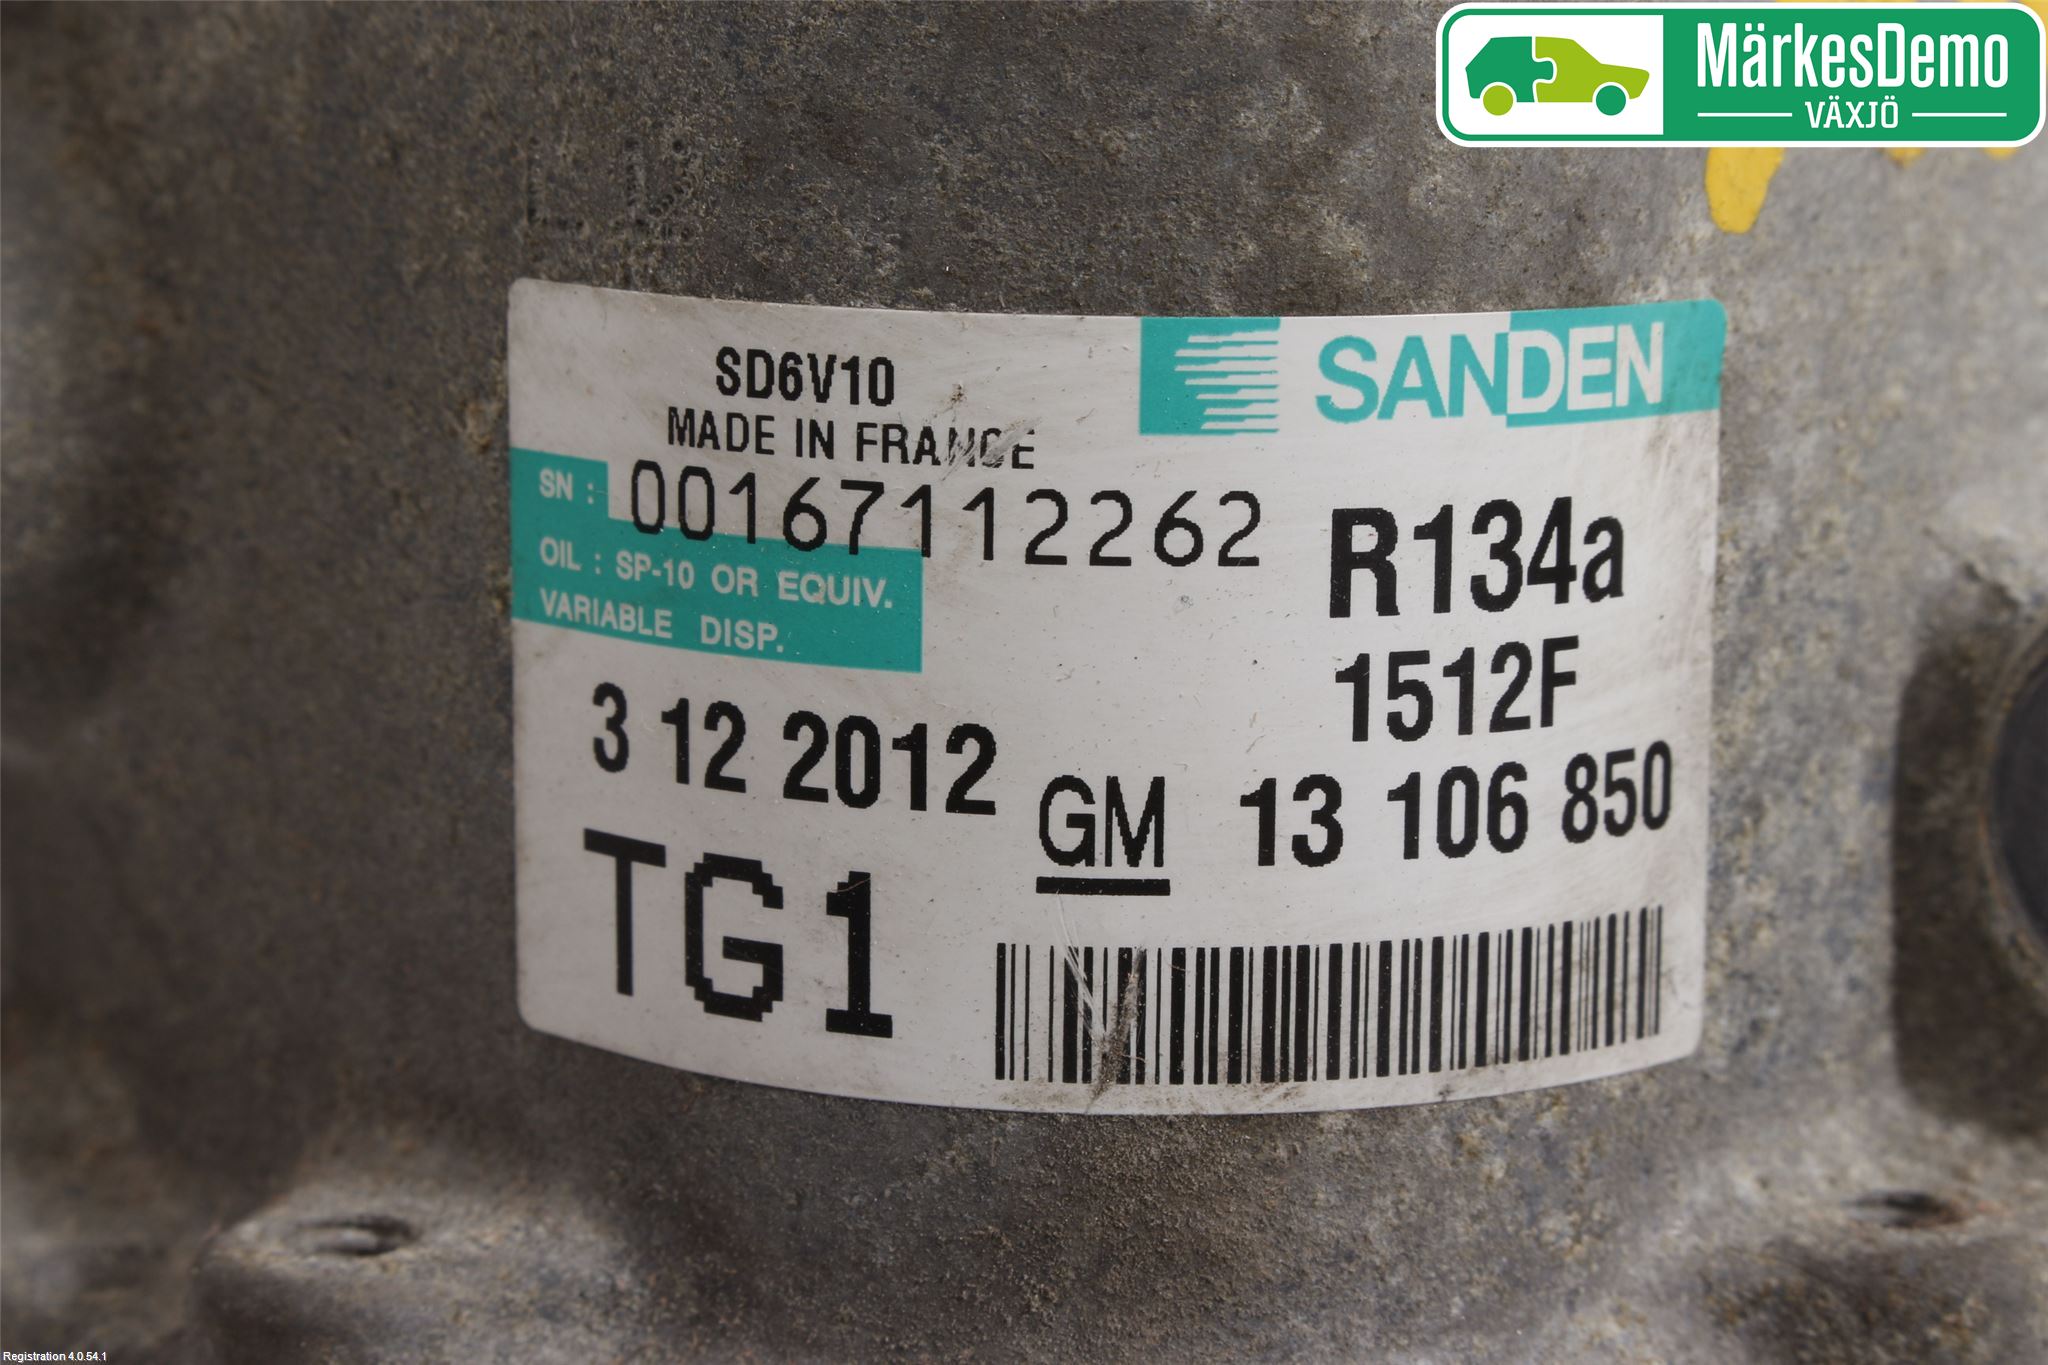 MärkesDemo
VÄXJÖ
SD6V10
SANDEN
MADE IN FRANCE
SN : 00167112262
R134a
OIL : SP-10 OR EQUIV.
VARIABLE DISP.
1512F
3 12 2012
GM 13 106 850
TG1
Registration 4.0.54.1